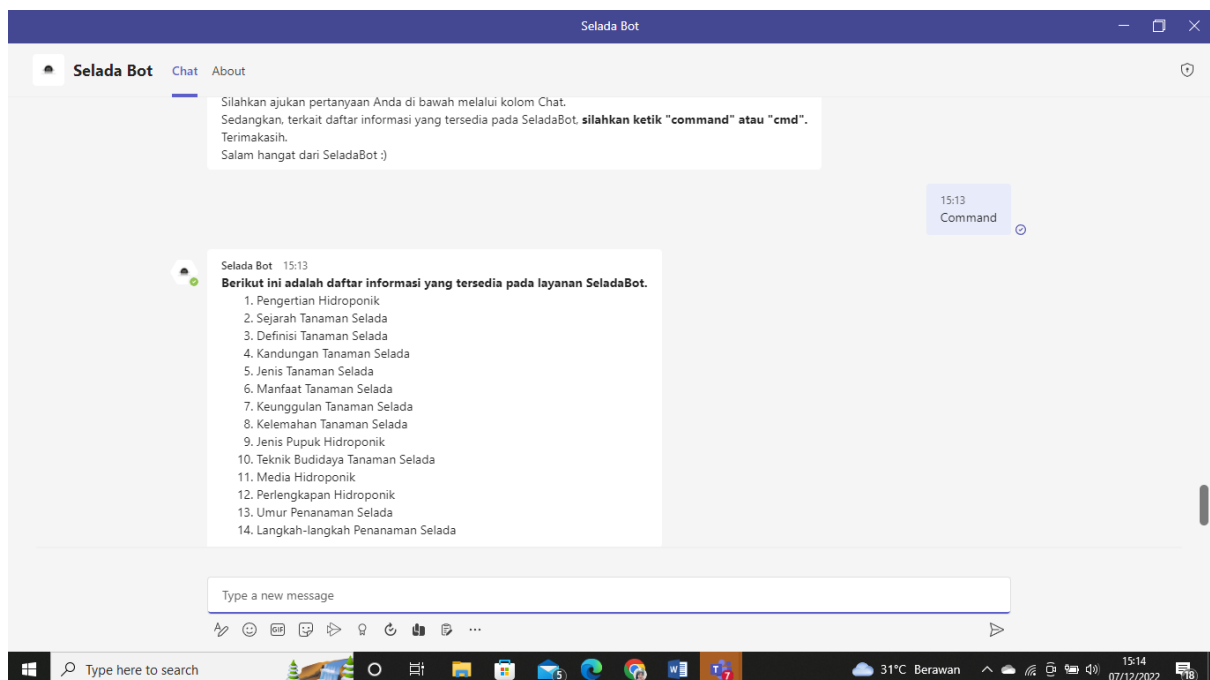 Selada Bot
Selada Bot Chat About
Silahkan ajukan pertanyaan Anda di bawah melalui kolom Chat.
Sedangkan, terkait daftar informasi yang tersedia pada SeladaBot, silahkan ketik "command" atau "cmd".
Terimakasih.
Salam hangat dari SeladaBot :)
15:13
Command
Selada Bot 15:13
Berikut ini adalah daftar informasi yang tersedia pada layanan SeladaBot.
1. Pengertian Hidroponik
2. Sejarah Tanaman Selada
3. Definisi Tanaman Selada
4. Kandungan Tanaman Selada
5. Jenis Tanaman Selada
6. Manfaat Tanaman Selada
7. Keunggulan Tanaman Selada
8. Kelemahan Tanaman Selada
9. Jenis Pupuk Hidroponik
10. Teknik Budidaya Tanaman Selada
11. Media Hidroponik
12. Perlengkapan Hidroponik
13. Umur Penanaman Selada
14. Langkah-langkah Penanaman Selada
Type a new message
GIF
Type here to search
5
7
31°C Berawan
15:14
07/12/2022
18